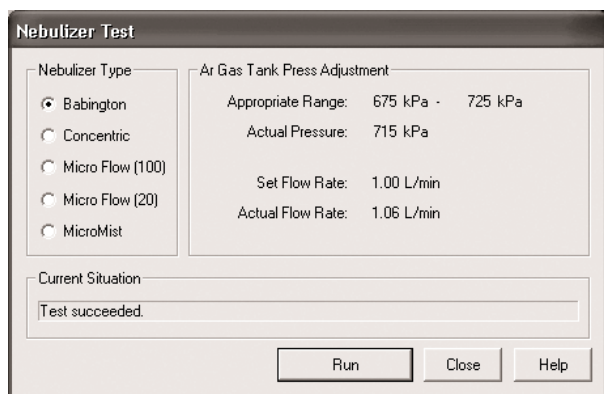 Nebulizer Test
Nebulizer Type
Babington
Concentric
Micro Flow (100)
Micro Flow (20)
MicroMist
Ar Gas Tank Press Adjustment
Appropriate Range: 675 kPa - 725 kPa
Actual Pressure: 715 kPa
Set Flow Rate: 1.00 L/min
Actual Flow Rate: 1.06 L/min
Current Situation
Test succeeded.
Run Close Help